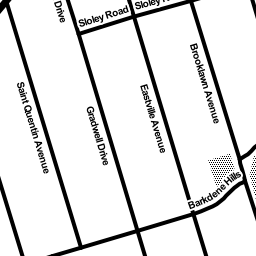 Drive
Sloley Road
Sloley R
Saint Quentin Avenue
Gradwell Drive
Eastville Avenue
Brooklawn Avenue
Barkdene Hills